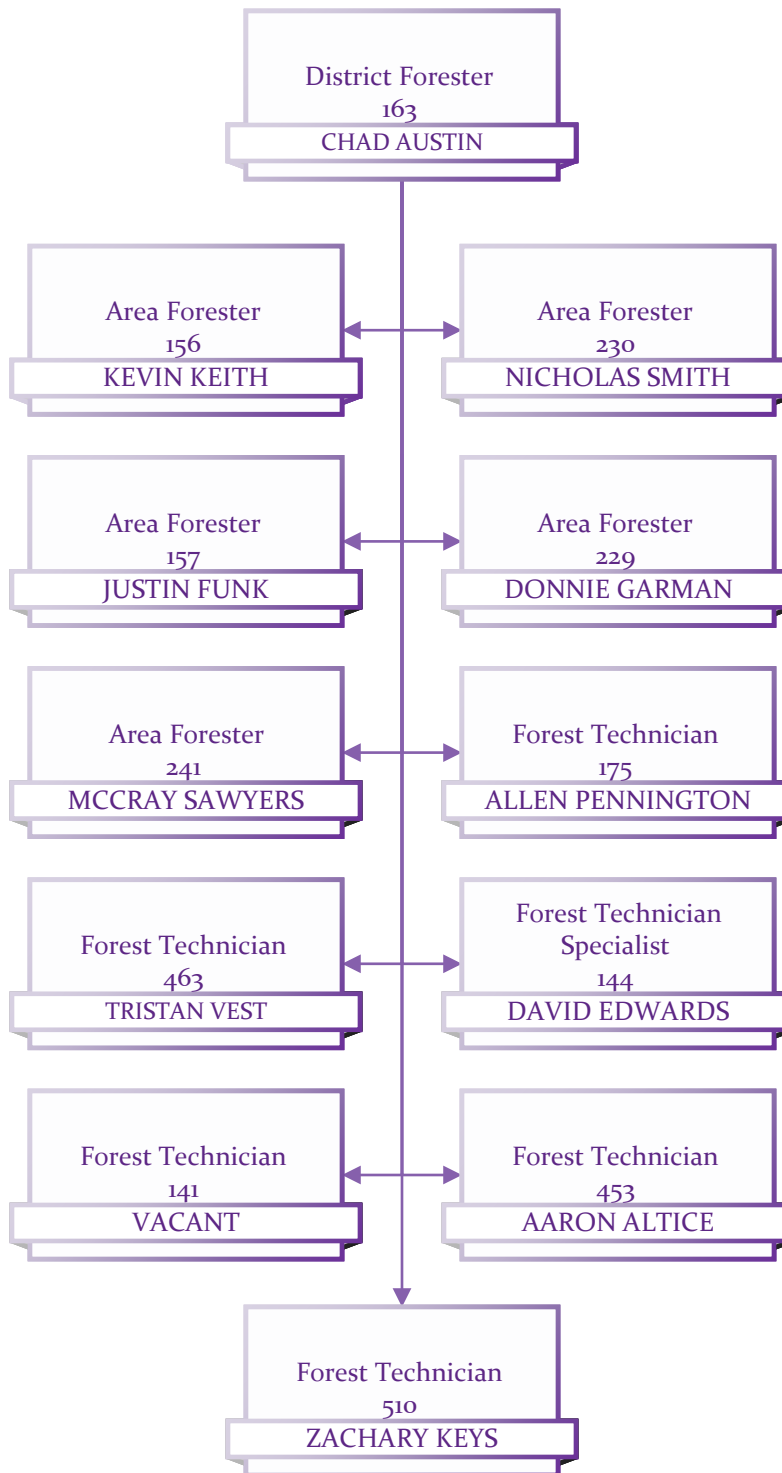 District Forester
163
CHAD AUSTIN
Area Forester
156
KEVIN KEITH
Area Forester
230
NICHOLAS SMITH
Area Forester
157
JUSTIN FUNK
Area Forester
229
DONNIE GARMAN
Area Forester
241
MCCRAY SAWYERS
Forest Technician
175
ALLEN PENNINGTON
Forest Technician
463
TRISTAN VEST
Forest Technician
Specialist
144
DAVID EDWARDS
Forest Technician
141
VACANT
Forest Technician
453
AARON ALTICE
Forest Technician
510
ZACHARY KEYS